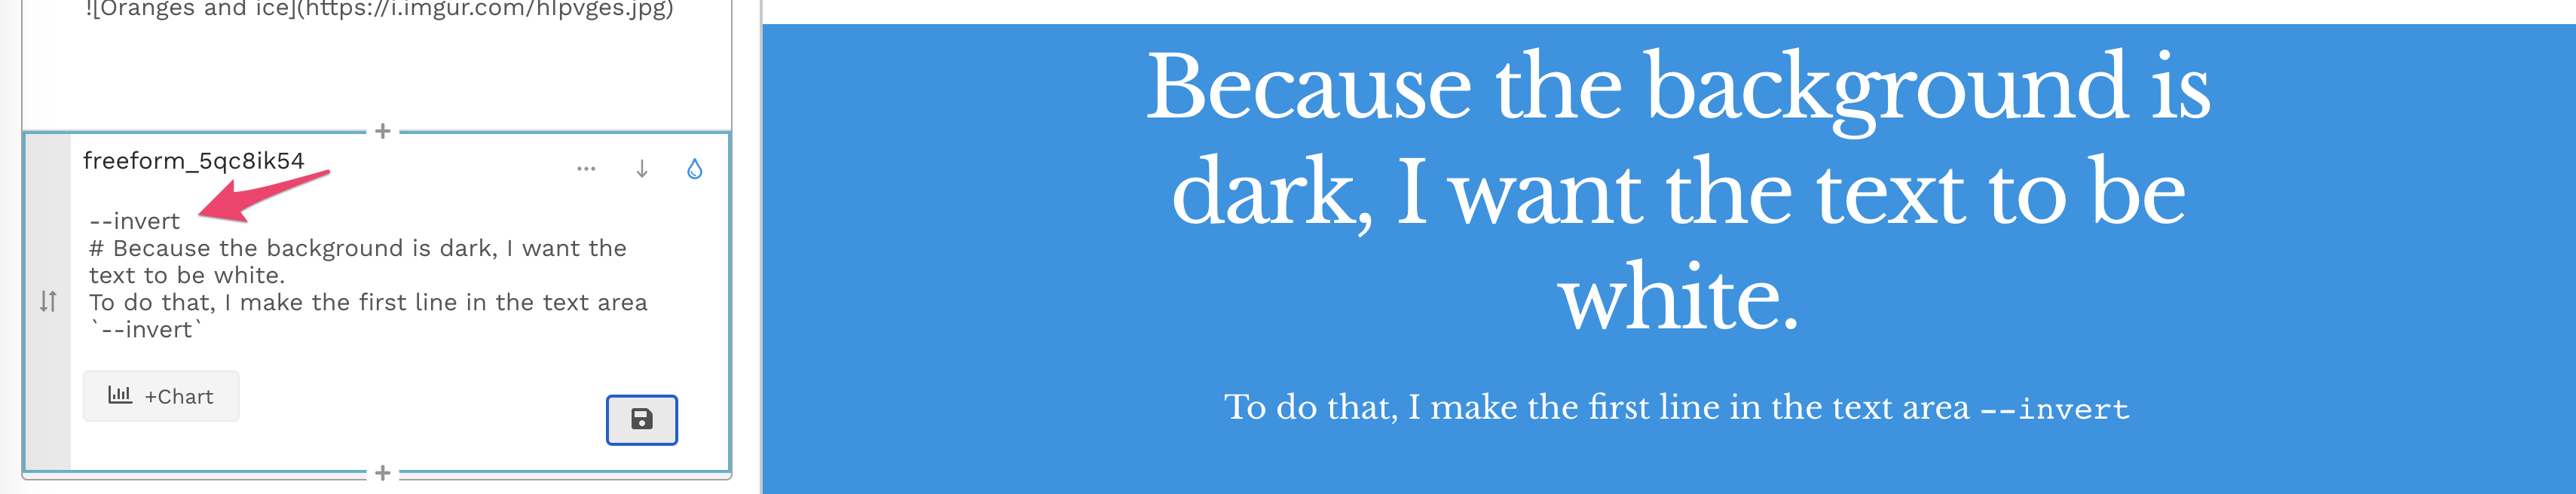 ![Oranges and ice](https://i.imgur.com/hIpvges.jpg)
freeform_5qc8ik54
--invert
# Because the background is dark, I want the
text to be white.
To do that, I make the first line in the text area
`--invert`
+Chart
Because the background is
dark, I want the text to be
white.
To do that, I make the first line in the text area --invert